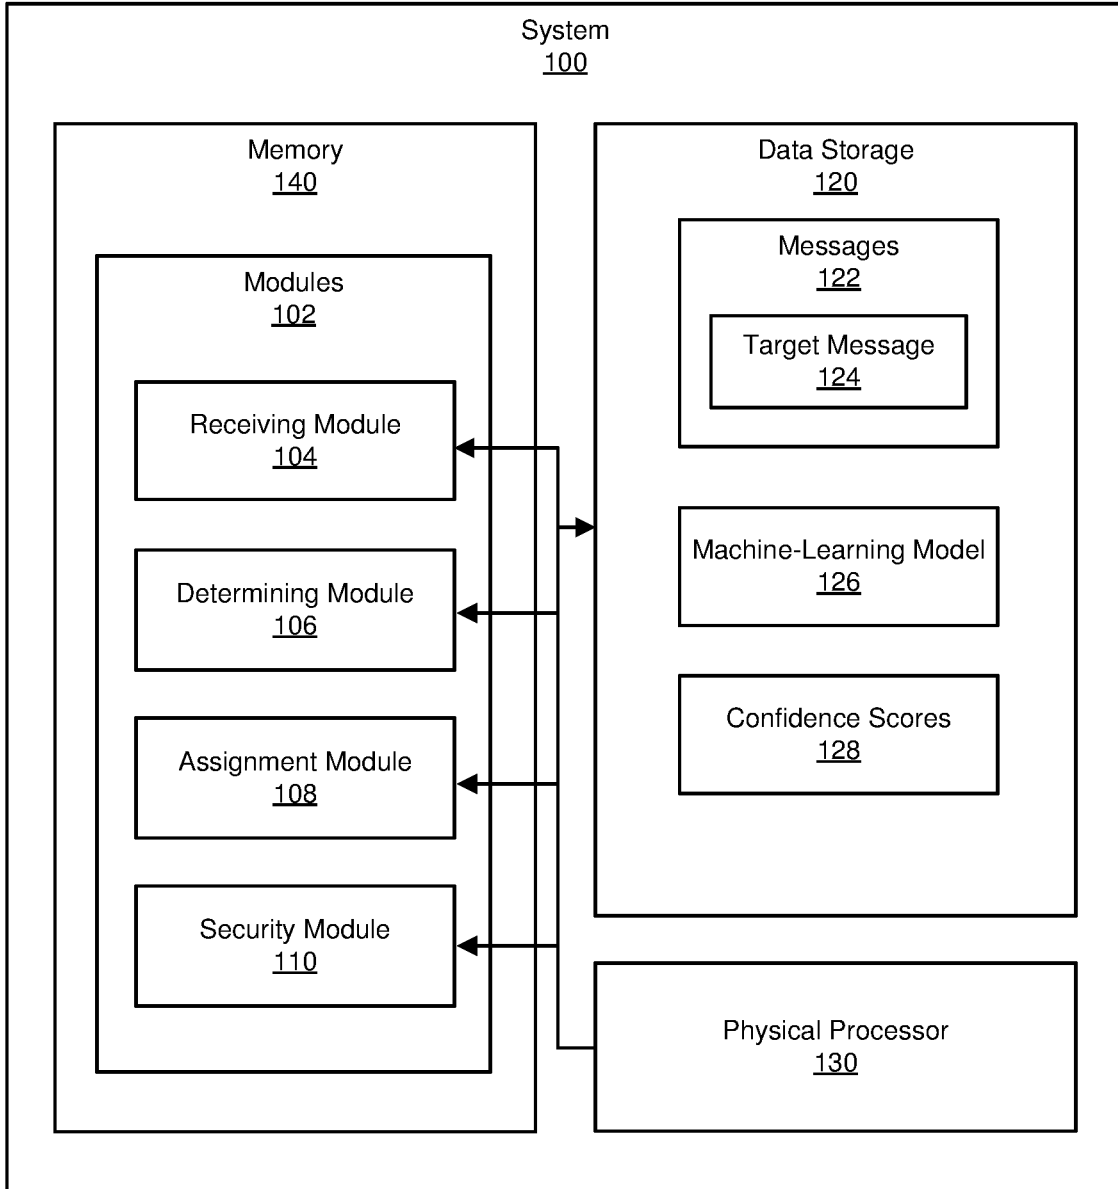 System
100
Memory
140
Modules
102
Receiving Module
104
Determining Module
106
Assignment Module
108
Security Module
110
Data Storage
120
Messages
122
Target Message
124
Machine-Learning Model
126
Confidence Scores
128
Physical Processor
130